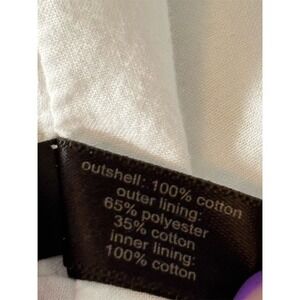 outshell: 100% cotton
outer lining:
65% polyester
35% cotton
inner lining:
100% cotton